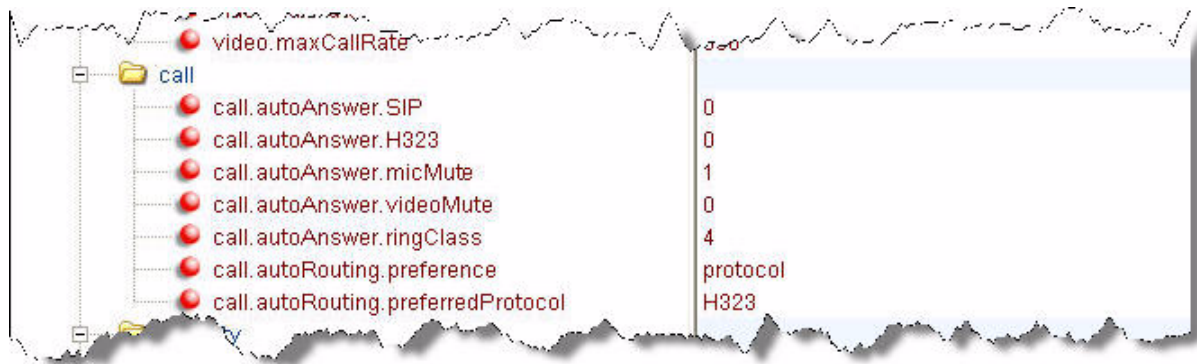 video.maxCallRate
call
call.autoAnswer.SIP 0
call.autoAnswer.H323 0
call.autoAnswer.micMute 1
call.autoAnswer.videoMute 0
call.autoAnswer.ringClass 4
call.autoRouting.preference protocol
call.autoRouting.preferredProtocol H323